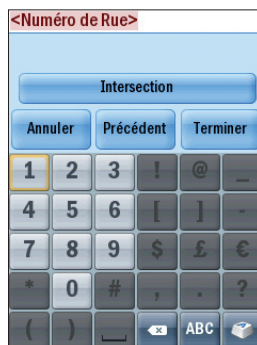 <Numéro de Rue>
Intersection
Annuler Précédent Terminer
1 2 3 ! @ _
4 5 6 [ ] -
7 8 9 $ £ €
* 0 # , . ?
( ) ABC